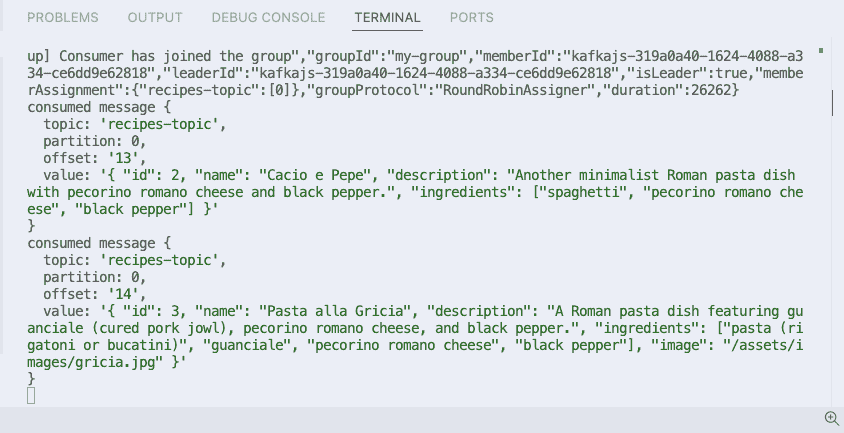 PROBLEMS OUTPUT DEBUG CONSOLE TERMINAL PORTS
up] Consumer has joined the group","groupId":"my-group","memberId":"kafkajs-319a0a40-1624-4088-a3
34-ce6dd9e62818","leaderId":"kafkajs-319a0a40-1624-4088-a334-ce6dd9e62818","isLeader":true,"membe
rAssignment":{"recipes-topic":[0]},"groupProtocol":"RoundRobinAssigner","duration":26262}
consumed message {
  topic: 'recipes-topic',
  partition: 0,
  offset: '13',
  value: '{ "id": 2, "name": "Cacio e Pepe", "description": "Another minimalist Roman pasta dish
with pecorino romano cheese and black pepper.", "ingredients": ["spaghetti", "pecorino romano che
ese", "black pepper"] }'
}
consumed message {
  topic: 'recipes-topic',
  partition: 0,
  offset: '14',
  value: '{ "id": 3, "name": "Pasta alla Gricia", "description": "A Roman pasta dish featuring gu
anciale (cured pork jowl), pecorino romano cheese, and black pepper.", "ingredients": ["pasta (ri
gatoni or bucatini)", "guanciale", "pecorino romano cheese", "black pepper"], "image": "/assets/i
mages/gricia.jpg" }'
}